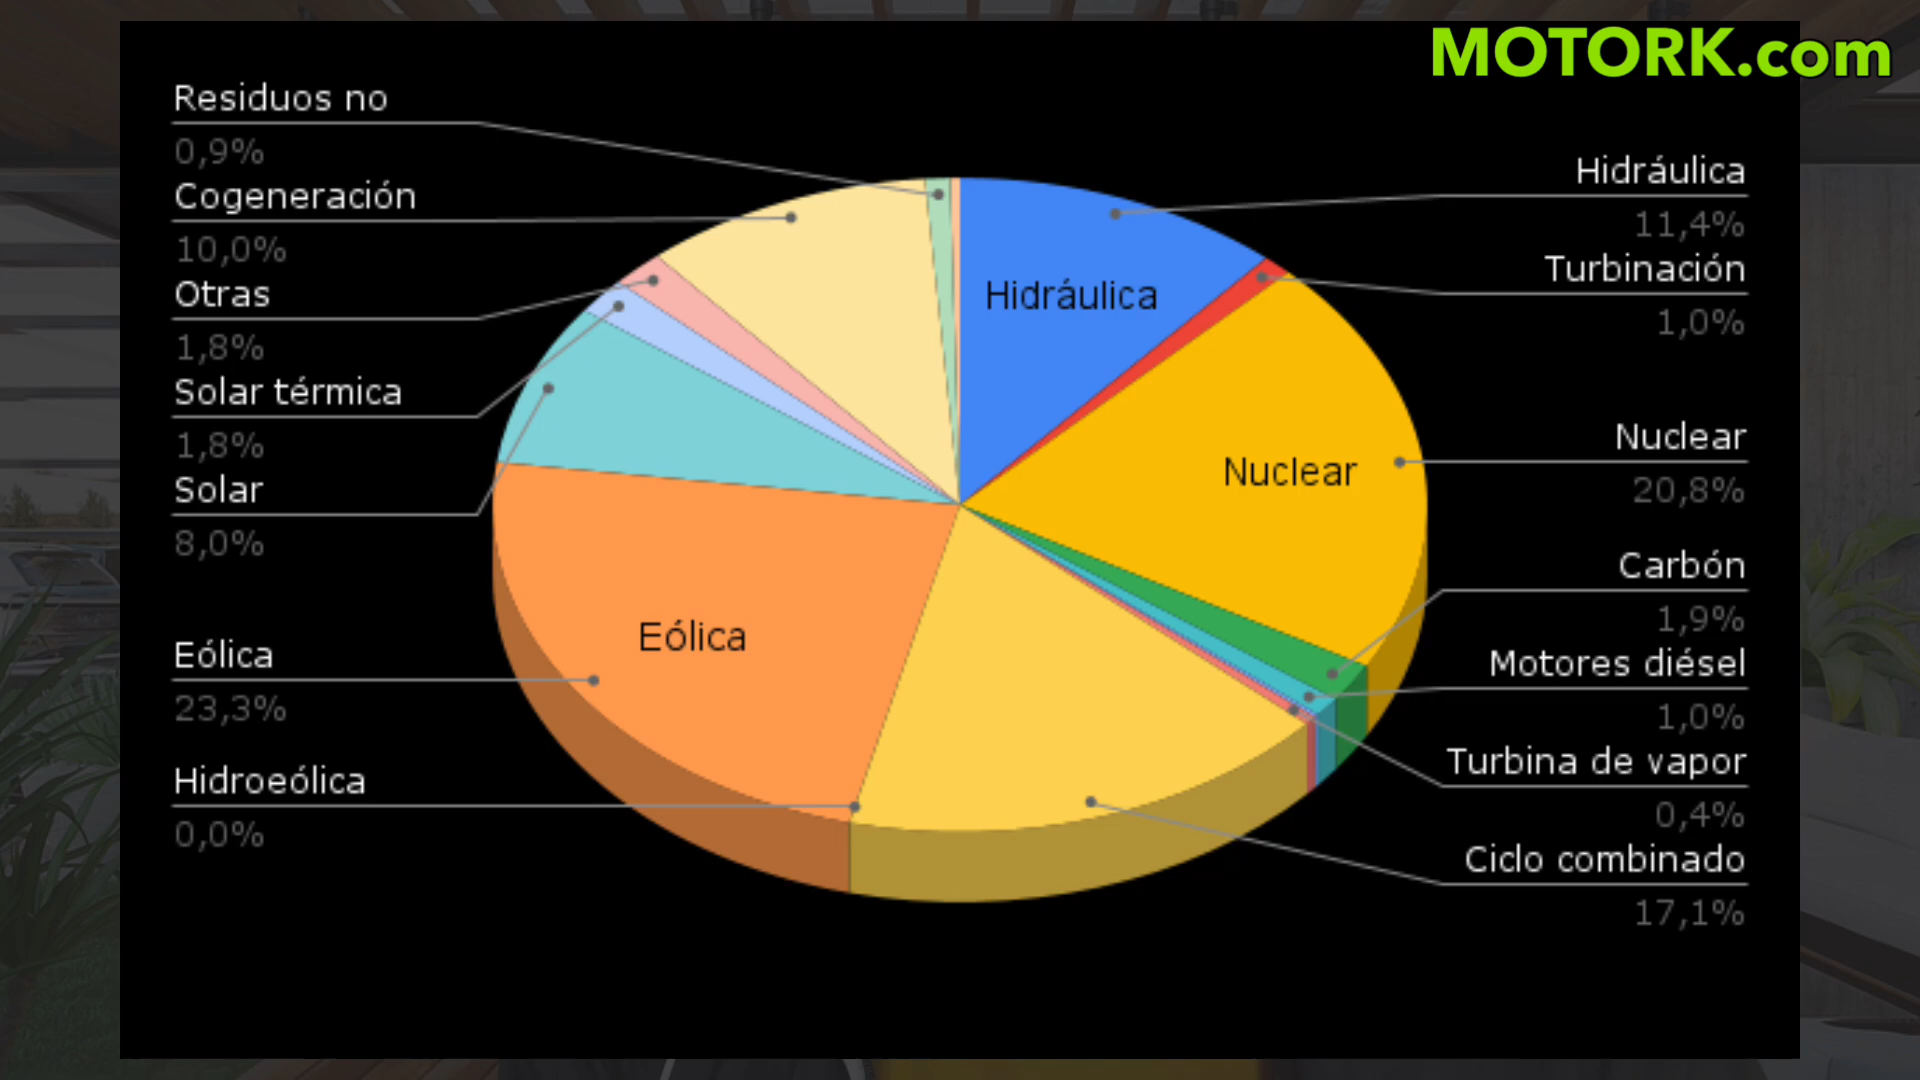 MOTORK.com
Residuos no
0,9%
Cogeneración
10,0%
Otras
1,8%
Solar térmica
1,8%
Solar
8,0%
Eólica
23,3%
Hidroeólica
0,0%
Hidráulica
Nuclear
Eólica
Hidráulica
11,4%
Turbinación
1,0%
Nuclear
20,8%
Carbón
1,9%
Motores diésel
1,0%
Turbina de vapor
0,4%
Ciclo combinado
17,1%